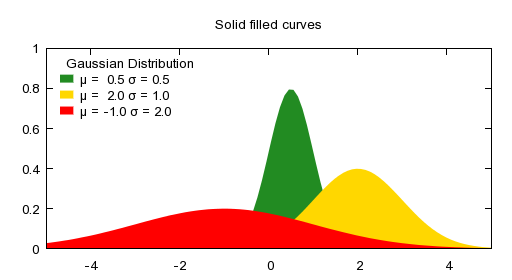 Solid filled curves
1
0.8
0.6
0.4
0.2
0
Gaussian Distribution
μ =  0.5 σ = 0.5
μ =  2.0 σ = 1.0
μ = -1.0 σ = 2.0
-4 -2 0 2 4